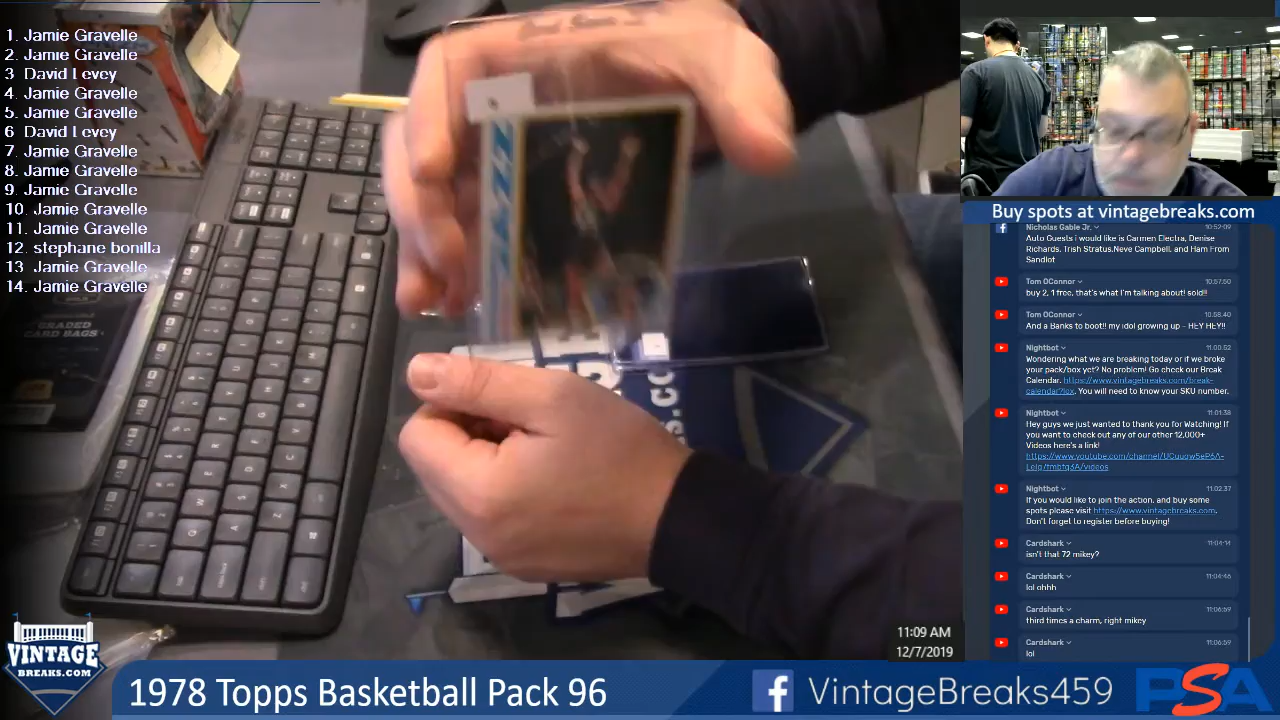 1. Jamie Gravelle
2. Jamie Gravelle
3  David Levey
4. Jamie Gravelle
5. Jamie Gravelle
6  David Levey
7. Jamie Gravelle
8. Jamie Gravelle
9. Jamie Gravelle
10. Jamie Gravelle
11. Jamie Gravelle
12. stephane bonilla
13  Jamie Gravelle
14. Jamie Gravelle
GRADED
CARD BAGS
Buy spots at vintagebreaks.com
Nicholas Gable Jr. 10:52:09
Auto Guests i would like is Carmen Electra, Denise
Richards, Trish Stratus,Neve Campbell, and Ham From
Sandlot
Tom OConnor 10:57:50
buy 2, 1 free, that's what I'm talking about! sold!!
Tom OConnor 10:58:40
And a Banks to boot!! my idol growing up - HEY HEY!!
Nightbot 11:00:52
Wondering what we are breaking today or if we broke
your pack/box yet? No problem! Go check our Break
Calendar. https://www.vintagebreaks.com/break-
You will need to know your SKU number.
Nightbot 11:01:38
Hey guys we just wanted to thank you for Watching! If
you want to check out any of our other 12,000+
Videos here's a link!
Nightbot 11:02:37
If you would like to join the action, and buy some
spots please visit https://www.vintagebreaks.com.
Don't forget to register before buying!
Cardshark 11:04:14
isn't that 72 mikey?
Cardshark 11:04:46
lol ohhh
Cardshark 11:06:59
third times a charm, right mikey
Cardshark 11:06:59
lol
11:09 AM
12/7/2019
VINTAGE
BREAKS.COM
1978 Topps Basketball Pack 96
f VintageBreaks459
PSA